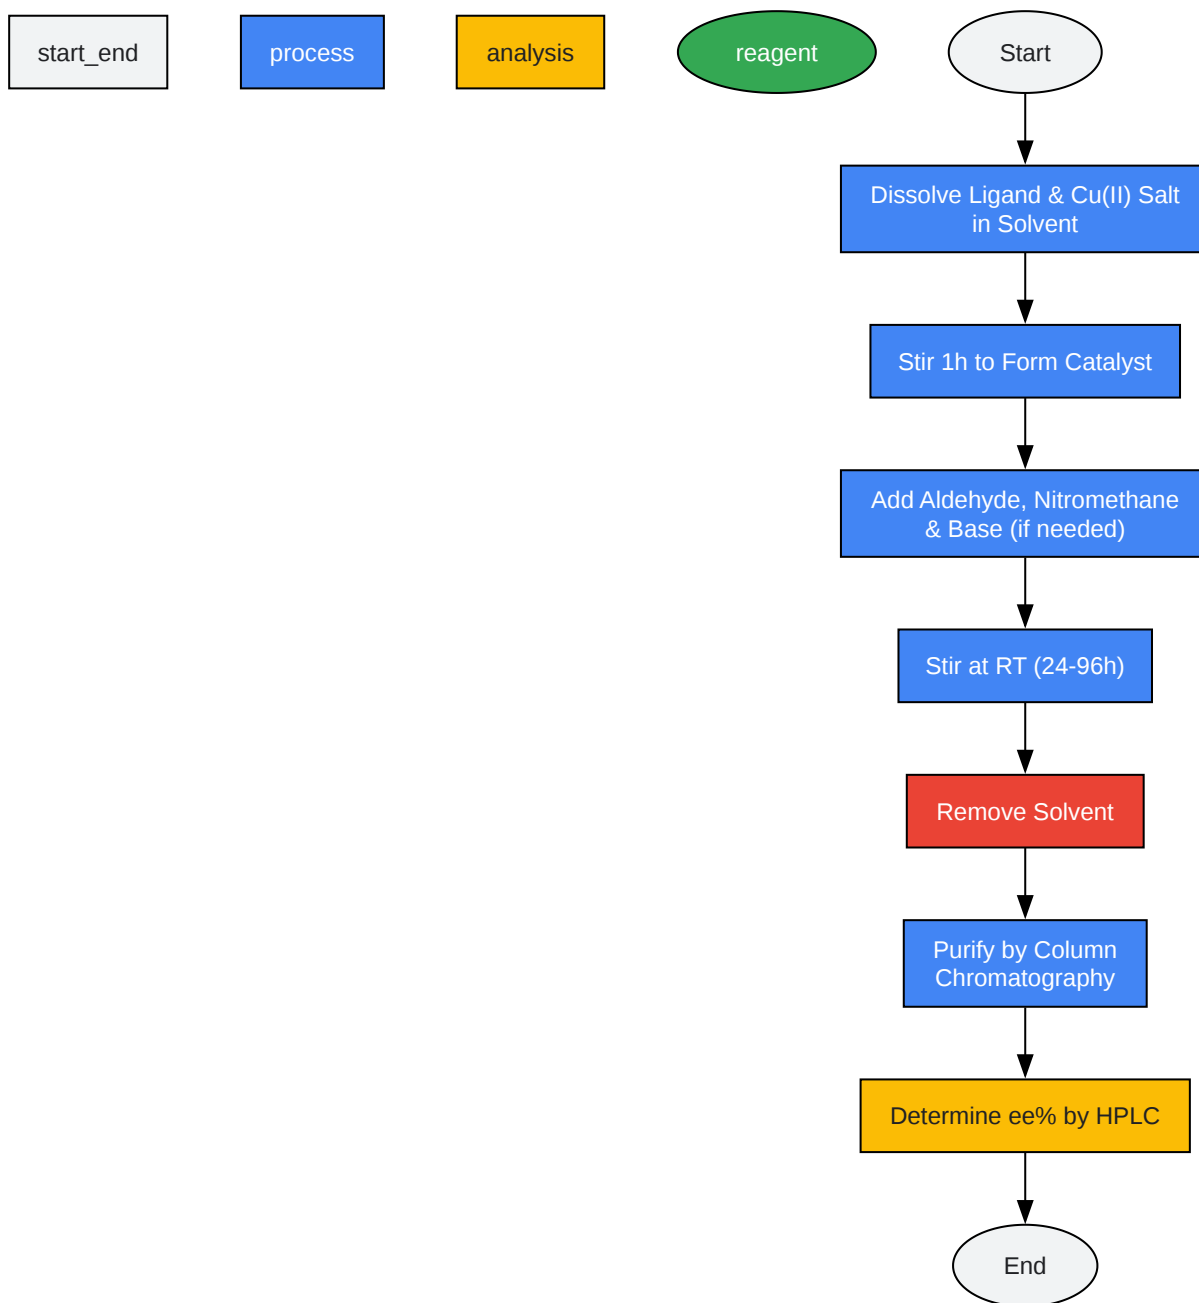 start_end
process
analysis
reagent
Start
Dissolve Ligand & Cu(II) Salt
in Solvent
Stir 1h to Form Catalyst
Add Aldehyde, Nitromethane
& Base (if needed)
Stir at RT (24-96h)
Remove Solvent
Purify by Column
Chromatography
Determine ee% by HPLC
End